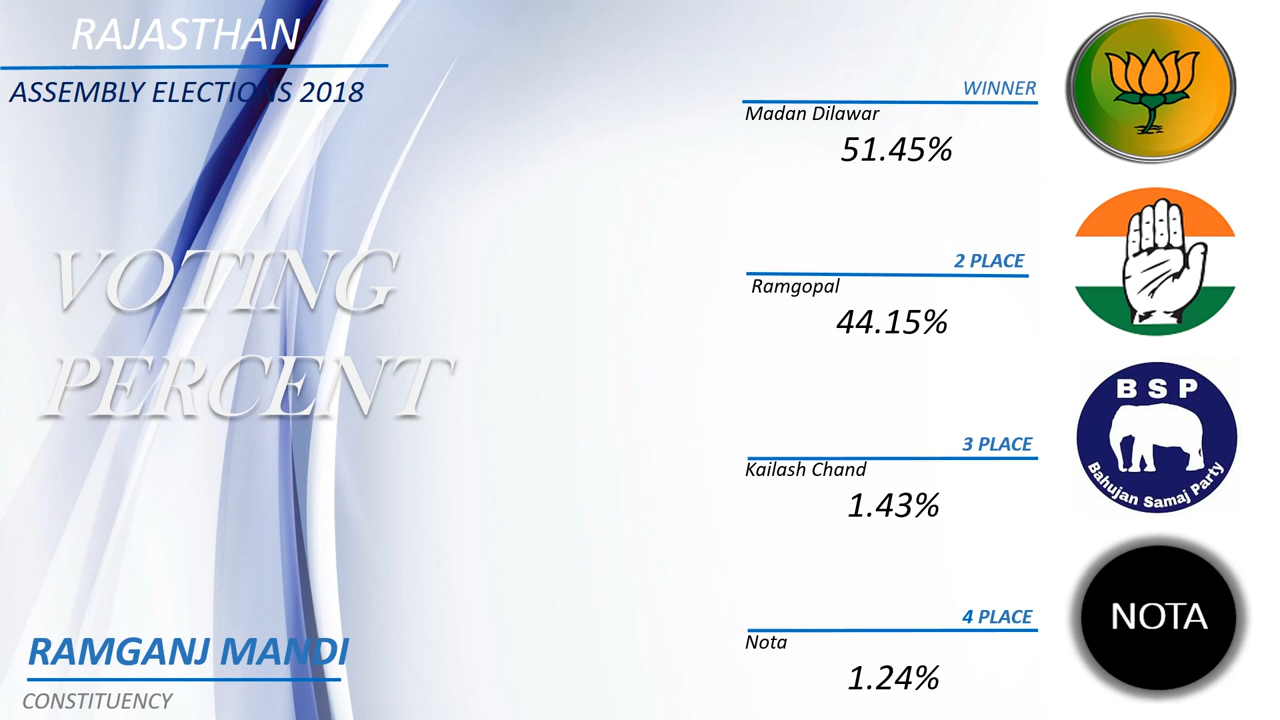 RAJASTHAN
ASSEMBLY ELECTIONS 2018
VOTING
PERCENT
RAMGANJ MANDI
CONSTITUENCY
WINNER
Madan Dilawar
51.45%
2 PLACE
Ramgopal
44.15%
3 PLACE
Kailash Chand
1.43%
BSP
Bahujan Samaj Party
4 PLACE
Nota
1.24%
NOTA